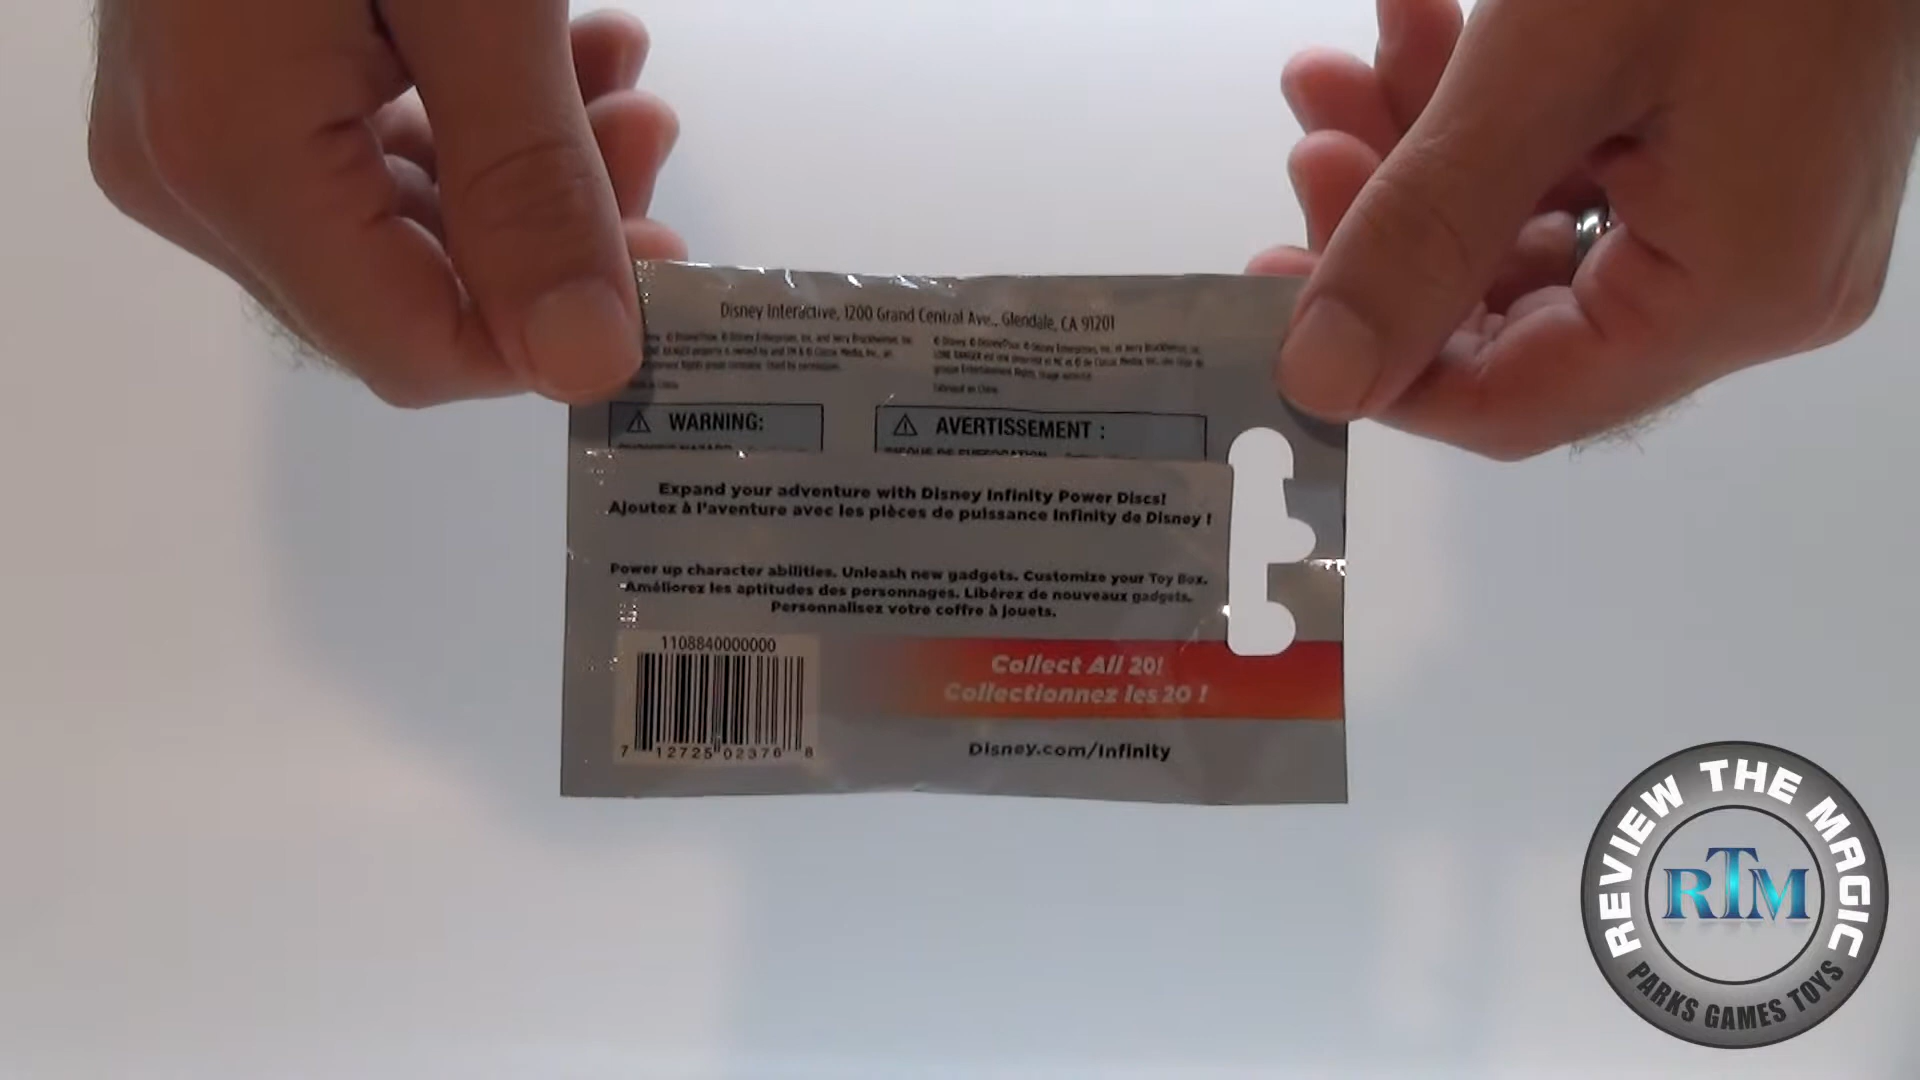 Disney Interactive, 1200 Grand Central Ave., Glendale, CA 91201
WARNING:
AVERTISSEMENT :
Expand your adventure with Disney Infinity Power Discs!
Ajoutez à l'aventure avec les pièces de puissance Infinity de Disney !
Power up character abilities. Unleash new gadgets. Customize your Toy Box.
Améliorez les aptitudes des personnages. Libérez de nouveaux gadgets.
Personnalisez votre coffre à jouets.
1108840000000
7 12725 02376 8
Collect All 20!
Collectionnez les 20 !
Disney.com/Infinity
REVIEW THE MAGIC
RTM
PARKS GAMES TOYS